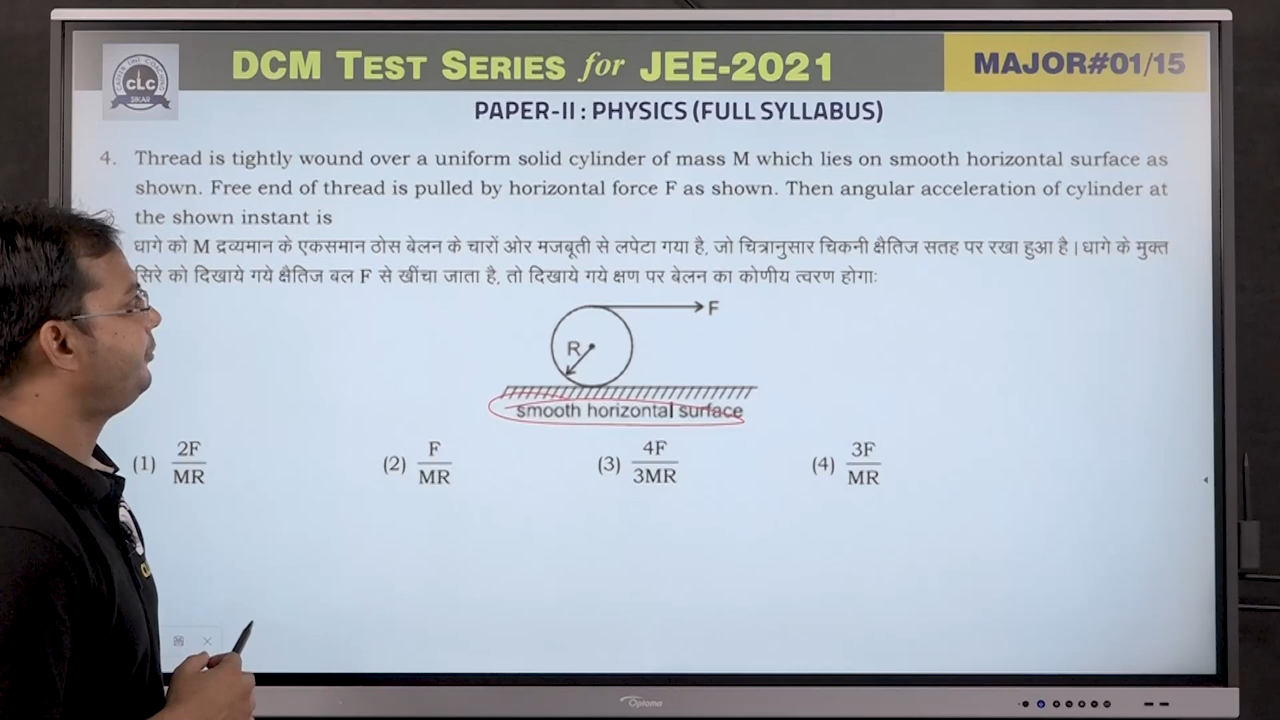 DCM TEST SERIES for JEE-2021
MAJOR#01/15
CLC
SIKAR
PAPER-II : PHYSICS (FULL SYLLABUS)
4. Thread is tightly wound over a uniform solid cylinder of mass M which lies on smooth horizontal surface as
shown. Free end of thread is pulled by horizontal force F as shown. Then angular acceleration of cylinder at
the shown instant is
धागे को M द्रव्यमान के एकसमान ठोस बेलन के चारों ओर मजबूती से लपेटा गया है, जो चित्रानुसार चिकनी क्षैतिज सतह पर रखा हुआ है। धागे के मुक्त
सिरे को दिखाये गये क्षैतिज बल F से खींचा जाता है, तो दिखाये गये क्षण पर बेलन का कोणीय त्वरण होगाः
F
R
smooth horizontal surface
(1) 2F/MR (2) F/MR (3) 4F/3MR (4) 3F/MR
Optoma